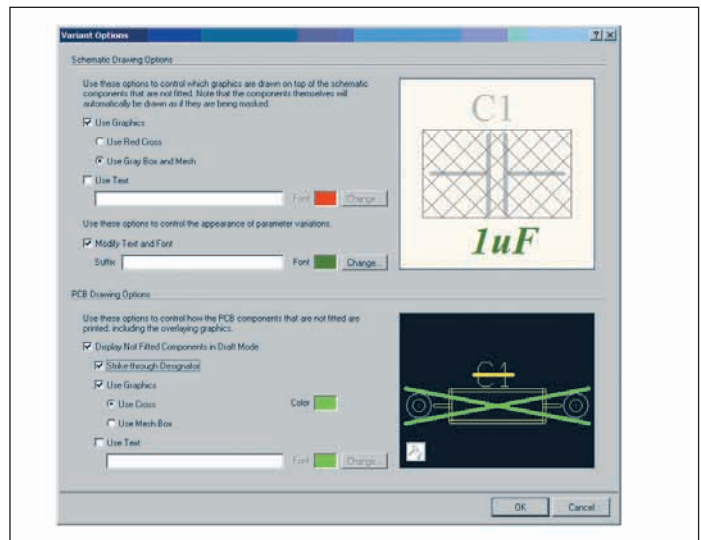 Variant Options
Schematic Drawing Options
Use these options to control which graphics are drawn on top of the schematic
components that are not fitted. Note that the components themselves will
automatically be drawn as if they are being masked.
Use Graphics
Use Red Cross
Use Gray Box and Mesh
Use Text
Font Change...
Use these options to control the appearance of parameter variations.
Modify Text and Font
Suffix Font Change...
C1
1uF
PCB Drawing Options
Use these options to control how the PCB components that are not fitted are
printed, including the overlaying graphics.
Display Not Fitted Components in Draft Mode
Strike through Designator
Use Graphics
Use Cross Color
Use Mesh Box
Use Text
Font Change...
C1
OK Cancel